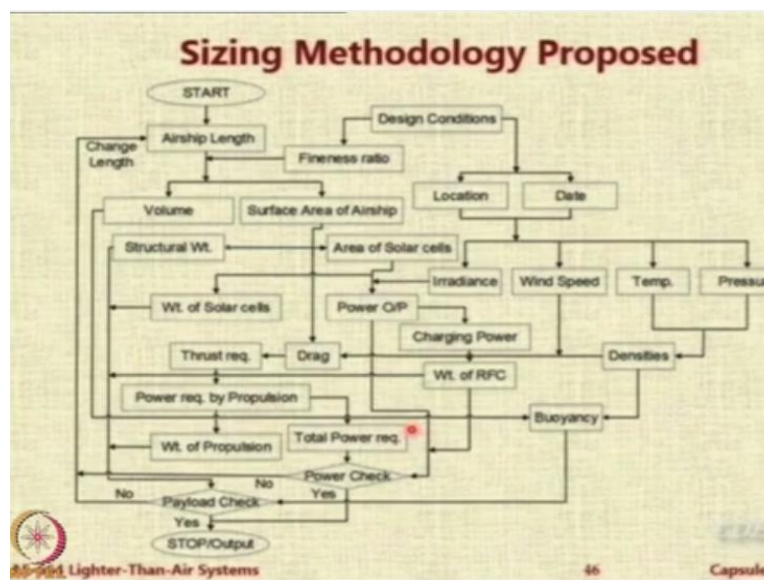 Sizing Methodology Proposed
START
Design Conditions
Airship Length
Change
Length
Fineness ratio
Location
Date
Volume
Surface Area of Airship
Structural Wt.
Area of Solar cells
Irradiance
Wind Speed
Temp.
Pressu
Wt. of Solar cells
Power O/P
Charging Power
Thrust req.
Drag
Densities
Wt. of RFC
Power req. by Propulsion
Buoyancy
Wt. of Propulsion
Total Power req.
Power Check
No
No
Payload Check
Yes
Yes
STOP/Output
Lighter-Than-Air Systems
46
Capsule